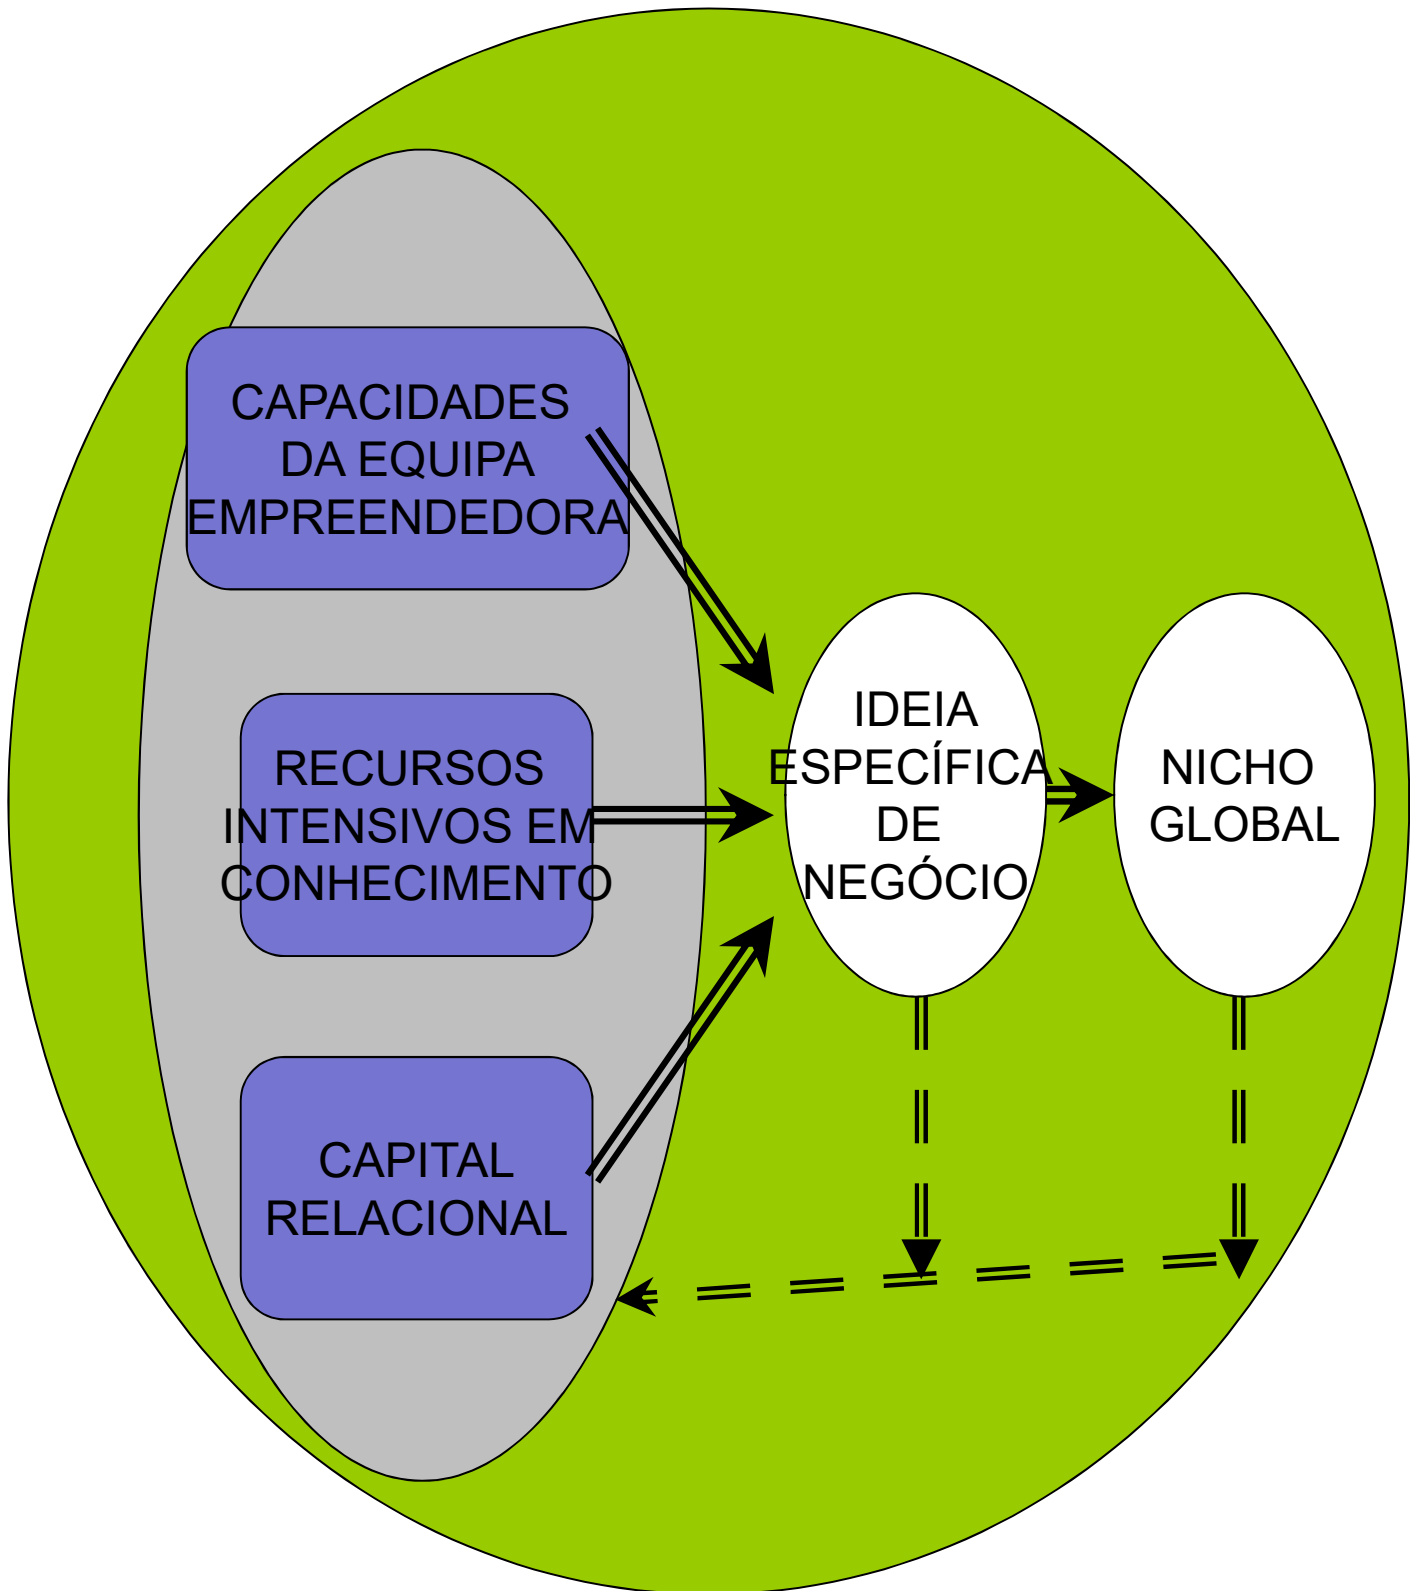 CAPACIDADES
DA EQUIPA
EMPREENDEDORA
RECURSOS
INTENSIVOS EM
CONHECIMENTO
CAPITAL
RELACIONAL
IDEIA
ESPECÍFICA
DE
NEGÓCIO
NICHO
GLOBAL